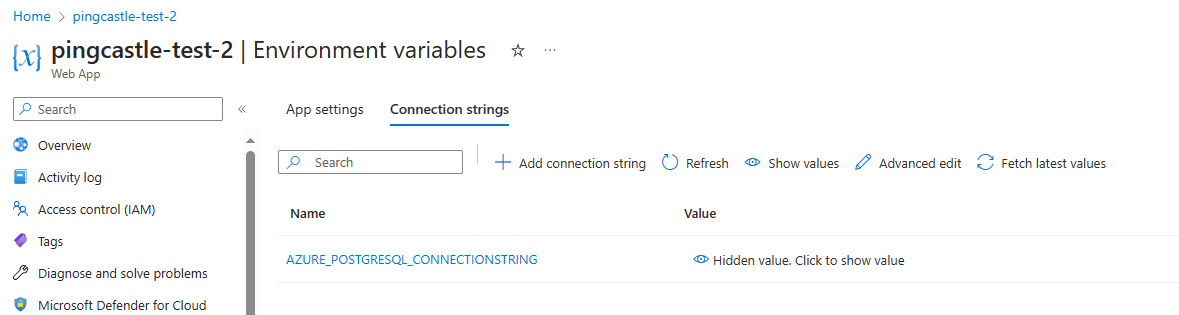 Home > pingcastle-test-2
{x} pingcastle-test-2 | Environment variables ☆ ...
Web App
Search «
App settings Connection strings
Overview
Activity log
Access control (IAM)
Tags
Diagnose and solve problems
Microsoft Defender for Cloud
Search Add connection string Refresh Show values Advanced edit Fetch latest values
Name Value
AZURE_POSTGRESQL_CONNECTIONSTRING Hidden value. Click to show value